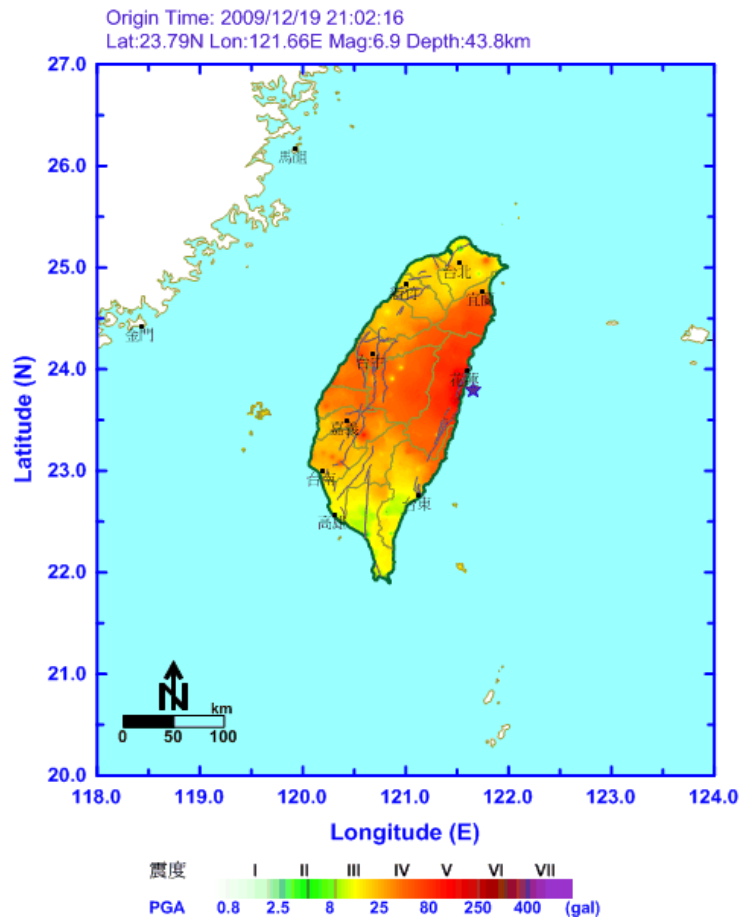 Origin Time: 2009/12/19 21:02:16
Lat:23.79N Lon:121.66E Mag:6.9 Depth:43.8km
27.0
26.0
25.0
24.0
23.0
22.0
21.0
20.0
Latitude (N)
馬祖
金門
台北
新竹
宜蘭
台中
花蓮
嘉義
台南
台東
高雄
N
km
0 50 100
118.0 119.0 120.0 121.0 122.0 123.0 124.0
Longitude (E)
震度 I II III IV V VI VII
PGA 0.8 2.5 8 25 80 250 400 (gal)